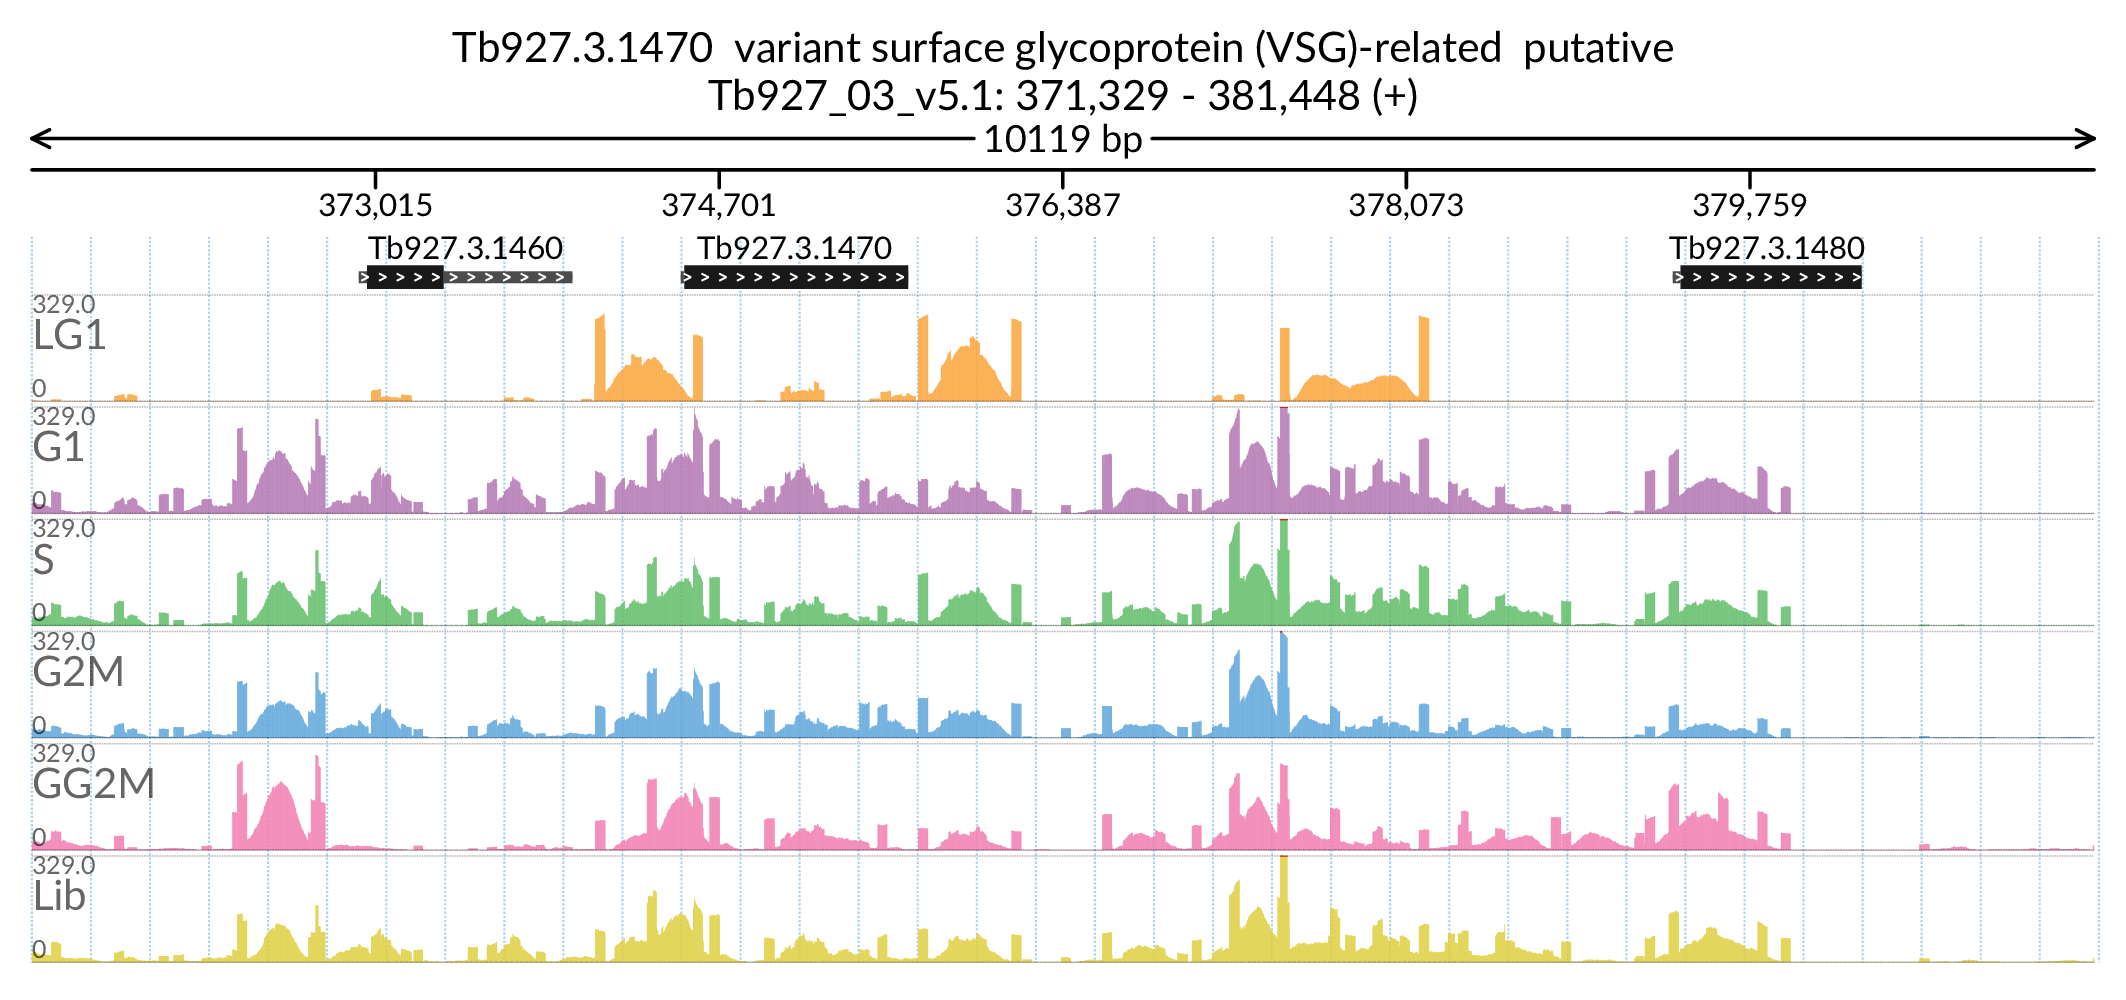 Tb927.3.1470  variant surface glycoprotein (VSG)-related  putative
Tb927_03_v5.1: 371,329 - 381,448 (+)
10119 bp
373,015 374,701 376,387 378,073 379,759
Tb927.3.1460 Tb927.3.1470 Tb927.3.1480
329.0
LG1
0
329.0
G1
0
329.0
S
0
329.0
G2M
0
329.0
GG2M
0
329.0
Lib
0